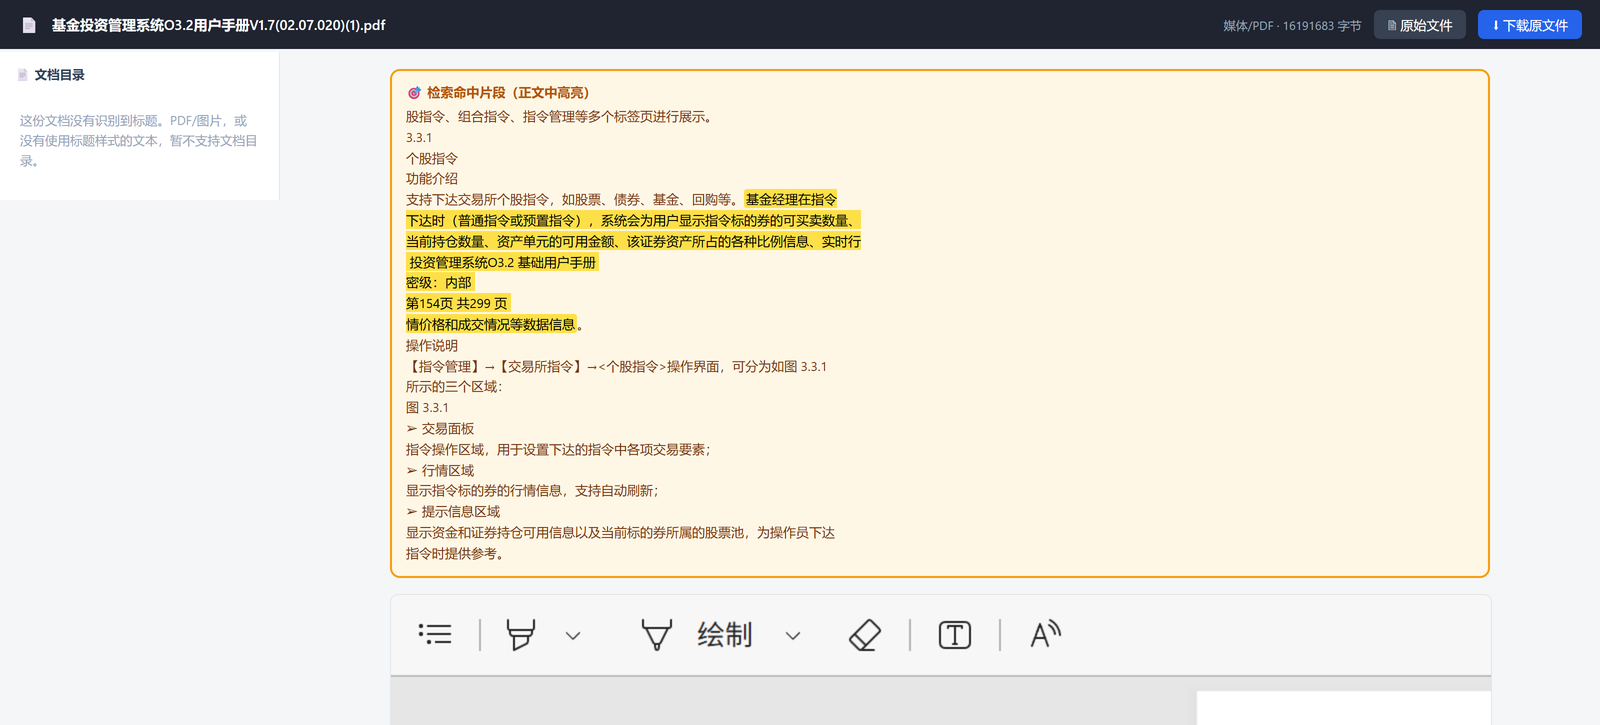 基金投资管理系统O3.2用户手册V1.7(02.07.020)(1).pdf
媒体/PDF · 16191683 字节
原始文件
⬇ 下载原文件
文档目录
这份文档没有识别到标题。PDF/图片，或
没有使用标题样式的文本，暂不支持文档目
录。
检索命中片段（正文中高亮）
股指令、组合指令、指令管理等多个标签页进行展示。
3.3.1
个股指令
功能介绍
支持下达交易所个股指令，如股票、债券、基金、回购等。基金经理在指令
下达时（普通指令或预置指令），系统会为用户显示指令标的券的可买卖数量、
当前持仓数量、资产单元的可用金额、该证券资产所占的各种比例信息、实时行
投资管理系统O3.2 基础用户手册
密级：内部
第154页 共299 页
情价格和成交情况等数据信息。
操作说明
【指令管理】→【交易所指令】→<个股指令>操作界面，可分为如图 3.3.1
所示的三个区域：
图 3.3.1
➢ 交易面板
指令操作区域，用于设置下达的指令中各项交易要素；
➢ 行情区域
显示指令标的券的行情信息，支持自动刷新；
➢ 提示信息区域
显示资金和证券持仓可用信息以及当前标的券所属的股票池，为操作员下达
指令时提供参考。
绘制